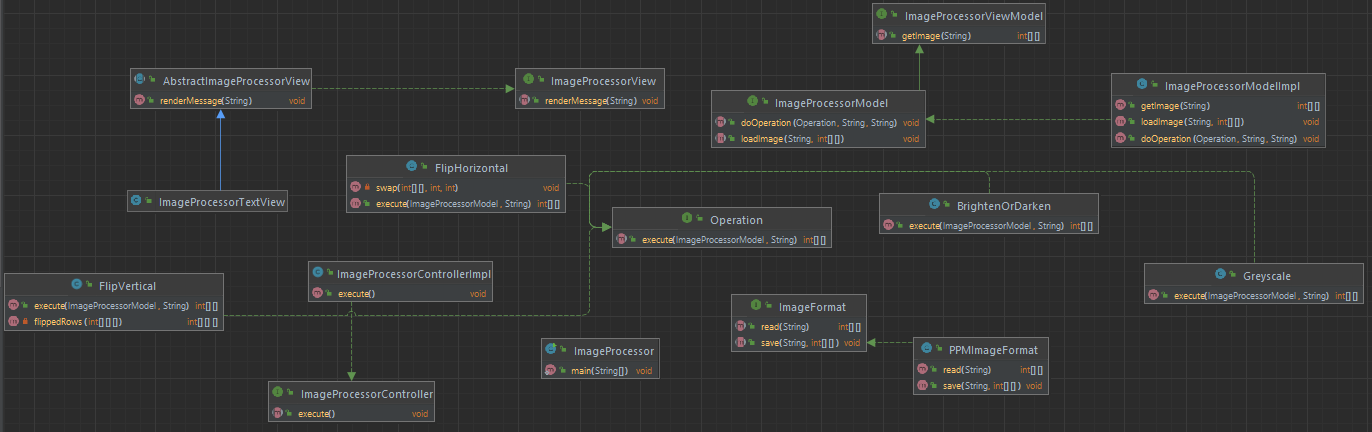 ImageProcessorViewModel
getImage(String) int[][]
AbstractImageProcessorView
renderMessage(String) void
ImageProcessorView
renderMessage(String) void
ImageProcessorModel
doOperation(Operation, String, String) void
loadImage(String, int[][]) void
ImageProcessorModelImpl
getImage(String) int[][]
loadImage(String, int[][]) void
doOperation(Operation, String, String) void
FlipHorizontal
swap(int[][], int, int) void
execute(ImageProcessorModel, String) int[][]
ImageProcessorTextView
Operation
execute(ImageProcessorModel, String) int[][]
BrightenOrDarken
execute(ImageProcessorModel, String) int[][]
FlipVertical
execute(ImageProcessorModel, String) int[][]
flippedRows(int[][][]) int[][][]
ImageProcessorControllerImpl
execute() void
Greyscale
execute(ImageProcessorModel, String) int[][]
ImageFormat
read(String) int[][]
save(String, int[][]) void
ImageProcessor
main(String[]) void
PPMImageFormat
read(String) int[][]
save(String, int[][]) void
ImageProcessorController
execute() void